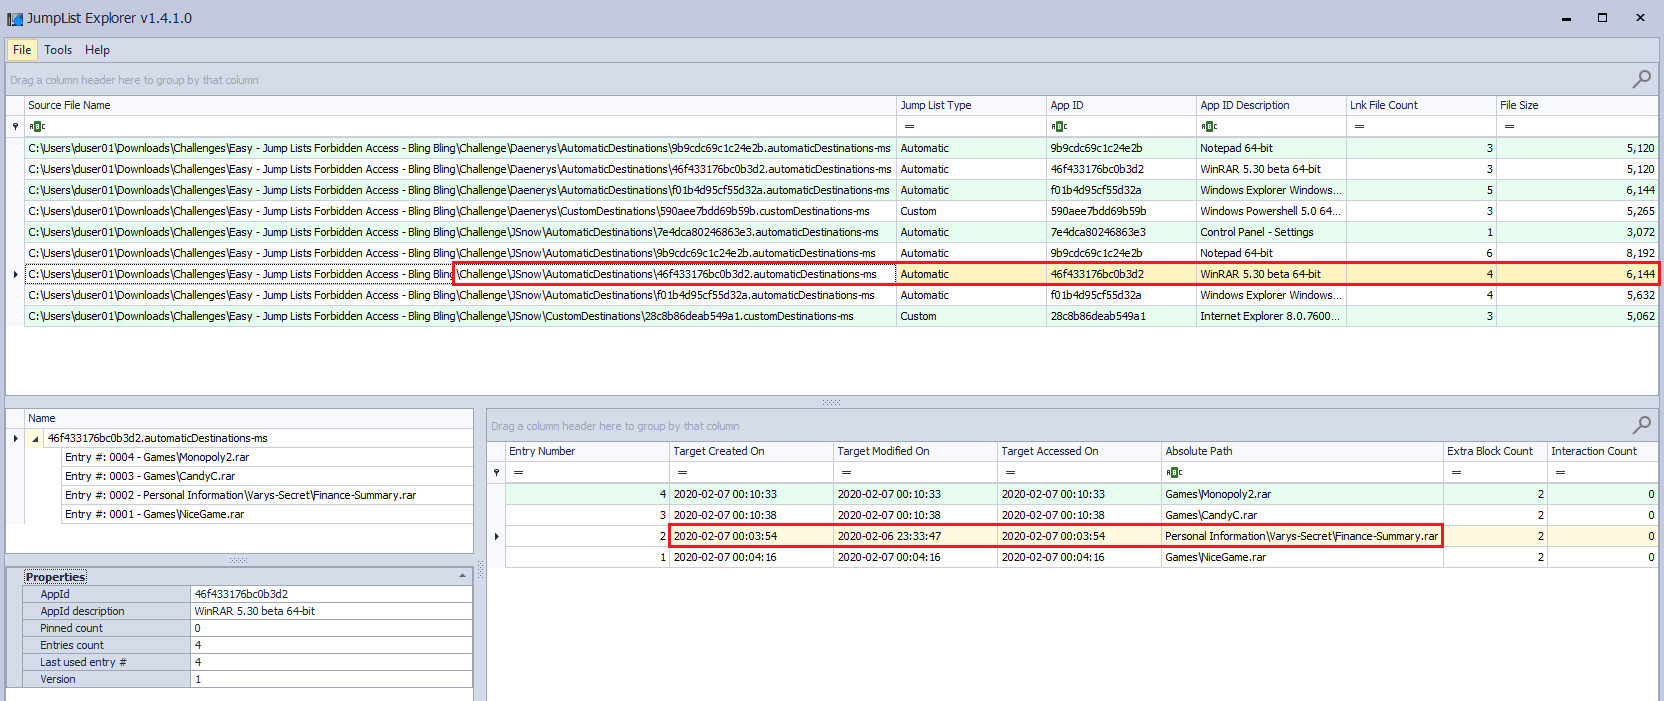 JumpList Explorer v1.4.1.0
File Tools Help
Drag a column header here to group by that column
Source File Name Jump List Type App ID App ID Description Lnk File Count File Size
ABC = ABC ABC = =
C:\Users\duser01\Downloads\Challenges\Easy - Jump Lists Forbidden Access - Bling Bling\Challenge\Daenerys\AutomaticDestinations\9b9cdc69c1c24e2b.automaticDestinations-ms Automatic 9b9cdc69c1c24e2b Notepad 64-bit 3 5,120
C:\Users\duser01\Downloads\Challenges\Easy - Jump Lists Forbidden Access - Bling Bling\Challenge\Daenerys\AutomaticDestinations\46f433176bc0b3d2.automaticDestinations-ms Automatic 46f433176bc0b3d2 WinRAR 5.30 beta 64-bit 3 5,120
C:\Users\duser01\Downloads\Challenges\Easy - Jump Lists Forbidden Access - Bling Bling\Challenge\Daenerys\AutomaticDestinations\f01b4d95cf55d32a.automaticDestinations-ms Automatic f01b4d95cf55d32a Windows Explorer Windows... 5 6,144
C:\Users\duser01\Downloads\Challenges\Easy - Jump Lists Forbidden Access - Bling Bling\Challenge\Daenerys\CustomDestinations\590aee7bdd69b59b.customDestinations-ms Custom 590aee7bdd69b59b Windows Powershell 5.0 64... 3 5,265
C:\Users\duser01\Downloads\Challenges\Easy - Jump Lists Forbidden Access - Bling Bling\Challenge\JSnow\AutomaticDestinations\7e4dca80246863e3.automaticDestinations-ms Automatic 7e4dca80246863e3 Control Panel - Settings 1 3,072
C:\Users\duser01\Downloads\Challenges\Easy - Jump Lists Forbidden Access - Bling Bling\Challenge\JSnow\AutomaticDestinations\9b9cdc69c1c24e2b.automaticDestinations-ms Automatic 9b9cdc69c1c24e2b Notepad 64-bit 6 8,192
C:\Users\duser01\Downloads\Challenges\Easy - Jump Lists Forbidden Access - Bling Bling\Challenge\JSnow\AutomaticDestinations\46f433176bc0b3d2.automaticDestinations-ms Automatic 46f433176bc0b3d2 WinRAR 5.30 beta 64-bit 4 6,144
C:\Users\duser01\Downloads\Challenges\Easy - Jump Lists Forbidden Access - Bling Bling\Challenge\JSnow\AutomaticDestinations\f01b4d95cf55d32a.automaticDestinations-ms Automatic f01b4d95cf55d32a Windows Explorer Windows... 4 5,632
C:\Users\duser01\Downloads\Challenges\Easy - Jump Lists Forbidden Access - Bling Bling\Challenge\JSnow\CustomDestinations\28c8b86deab549a1.customDestinations-ms Custom 28c8b86deab549a1 Internet Explorer 8.0.7600... 3 5,062
Name
46f433176bc0b3d2.automaticDestinations-ms
Entry #: 0004 - Games\Monopoly2.rar
Entry #: 0003 - Games\CandyC.rar
Entry #: 0002 - Personal Information\Varys-Secret\Finance-Summary.rar
Entry #: 0001 - Games\NiceGame.rar
Properties
AppId 46f433176bc0b3d2
AppId description WinRAR 5.30 beta 64-bit
Pinned count 0
Entries count 4
Last used entry # 4
Version 1
Drag a column header here to group by that column
Entry Number Target Created On Target Modified On Target Accessed On Absolute Path Extra Block Count Interaction Count
= = = = ABC = =
4 2020-02-07 00:10:33 2020-02-07 00:10:33 2020-02-07 00:10:33 Games\Monopoly2.rar 2 0
3 2020-02-07 00:10:38 2020-02-07 00:10:38 2020-02-07 00:10:38 Games\CandyC.rar 2 0
2 2020-02-07 00:03:54 2020-02-06 23:33:47 2020-02-07 00:03:54 Personal Information\Varys-Secret\Finance-Summary.rar 2 0
1 2020-02-07 00:04:16 2020-02-07 00:04:16 2020-02-07 00:04:16 Games\NiceGame.rar 2 0